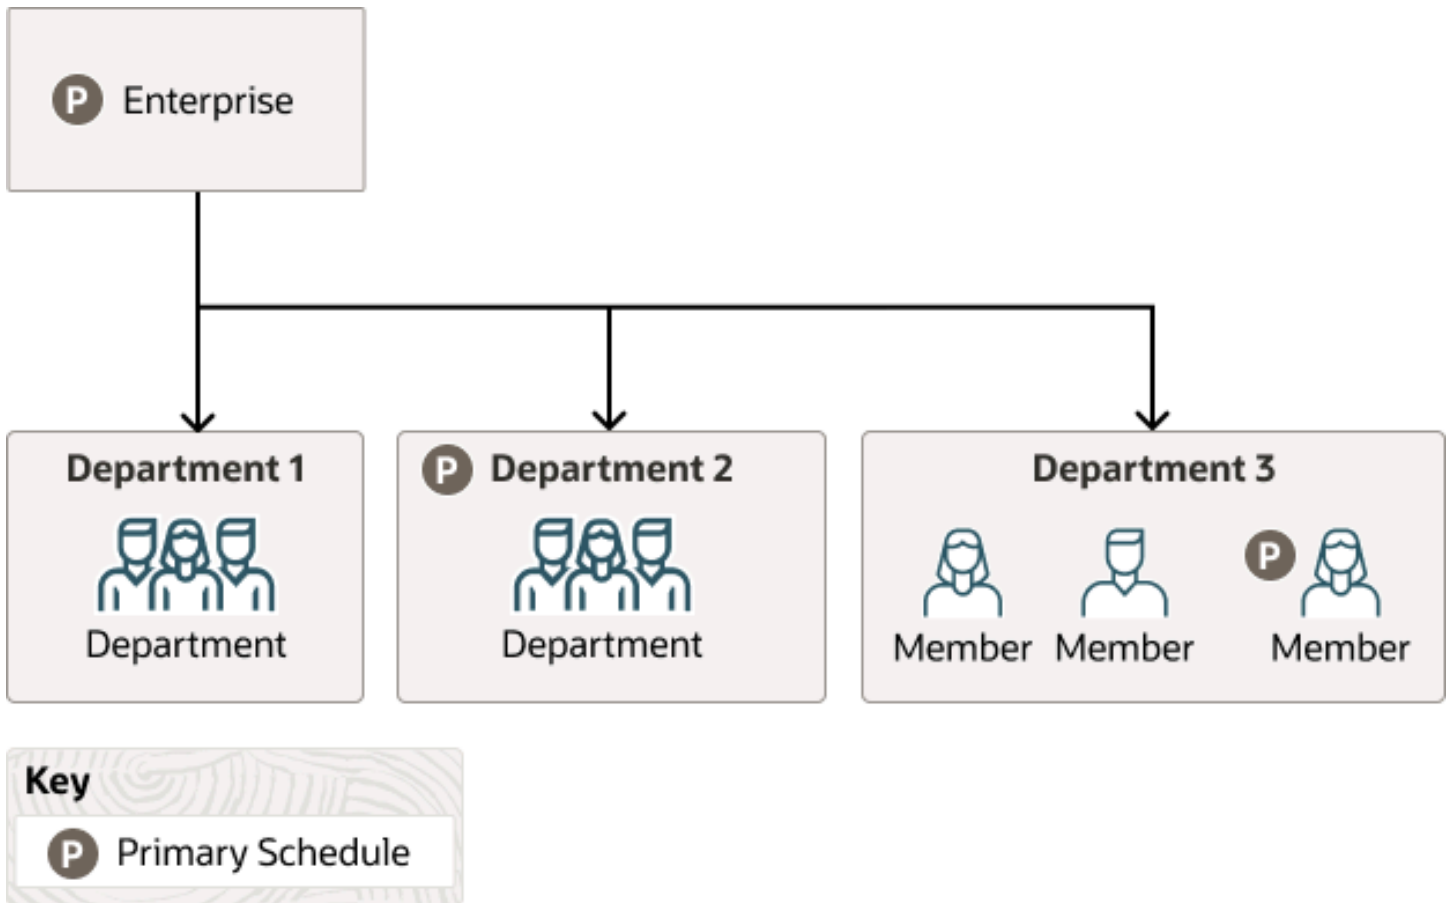 P Enterprise
Department 1
Department
P Department 2
Department
Department 3
P
Member Member Member
Key
P Primary Schedule